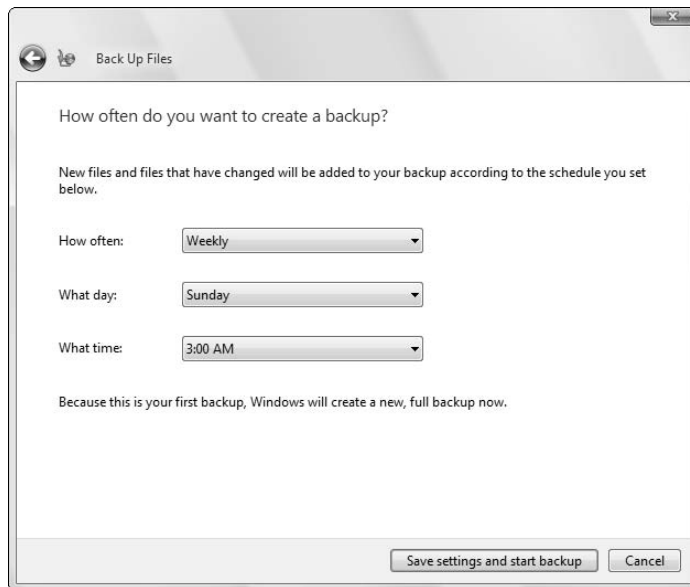 Back Up Files
How often do you want to create a backup?
New files and files that have changed will be added to your backup according to the schedule you set
below.
How often: Weekly
What day: Sunday
What time: 3:00 AM
Because this is your first backup, Windows will create a new, full backup now.
Save settings and start backup Cancel